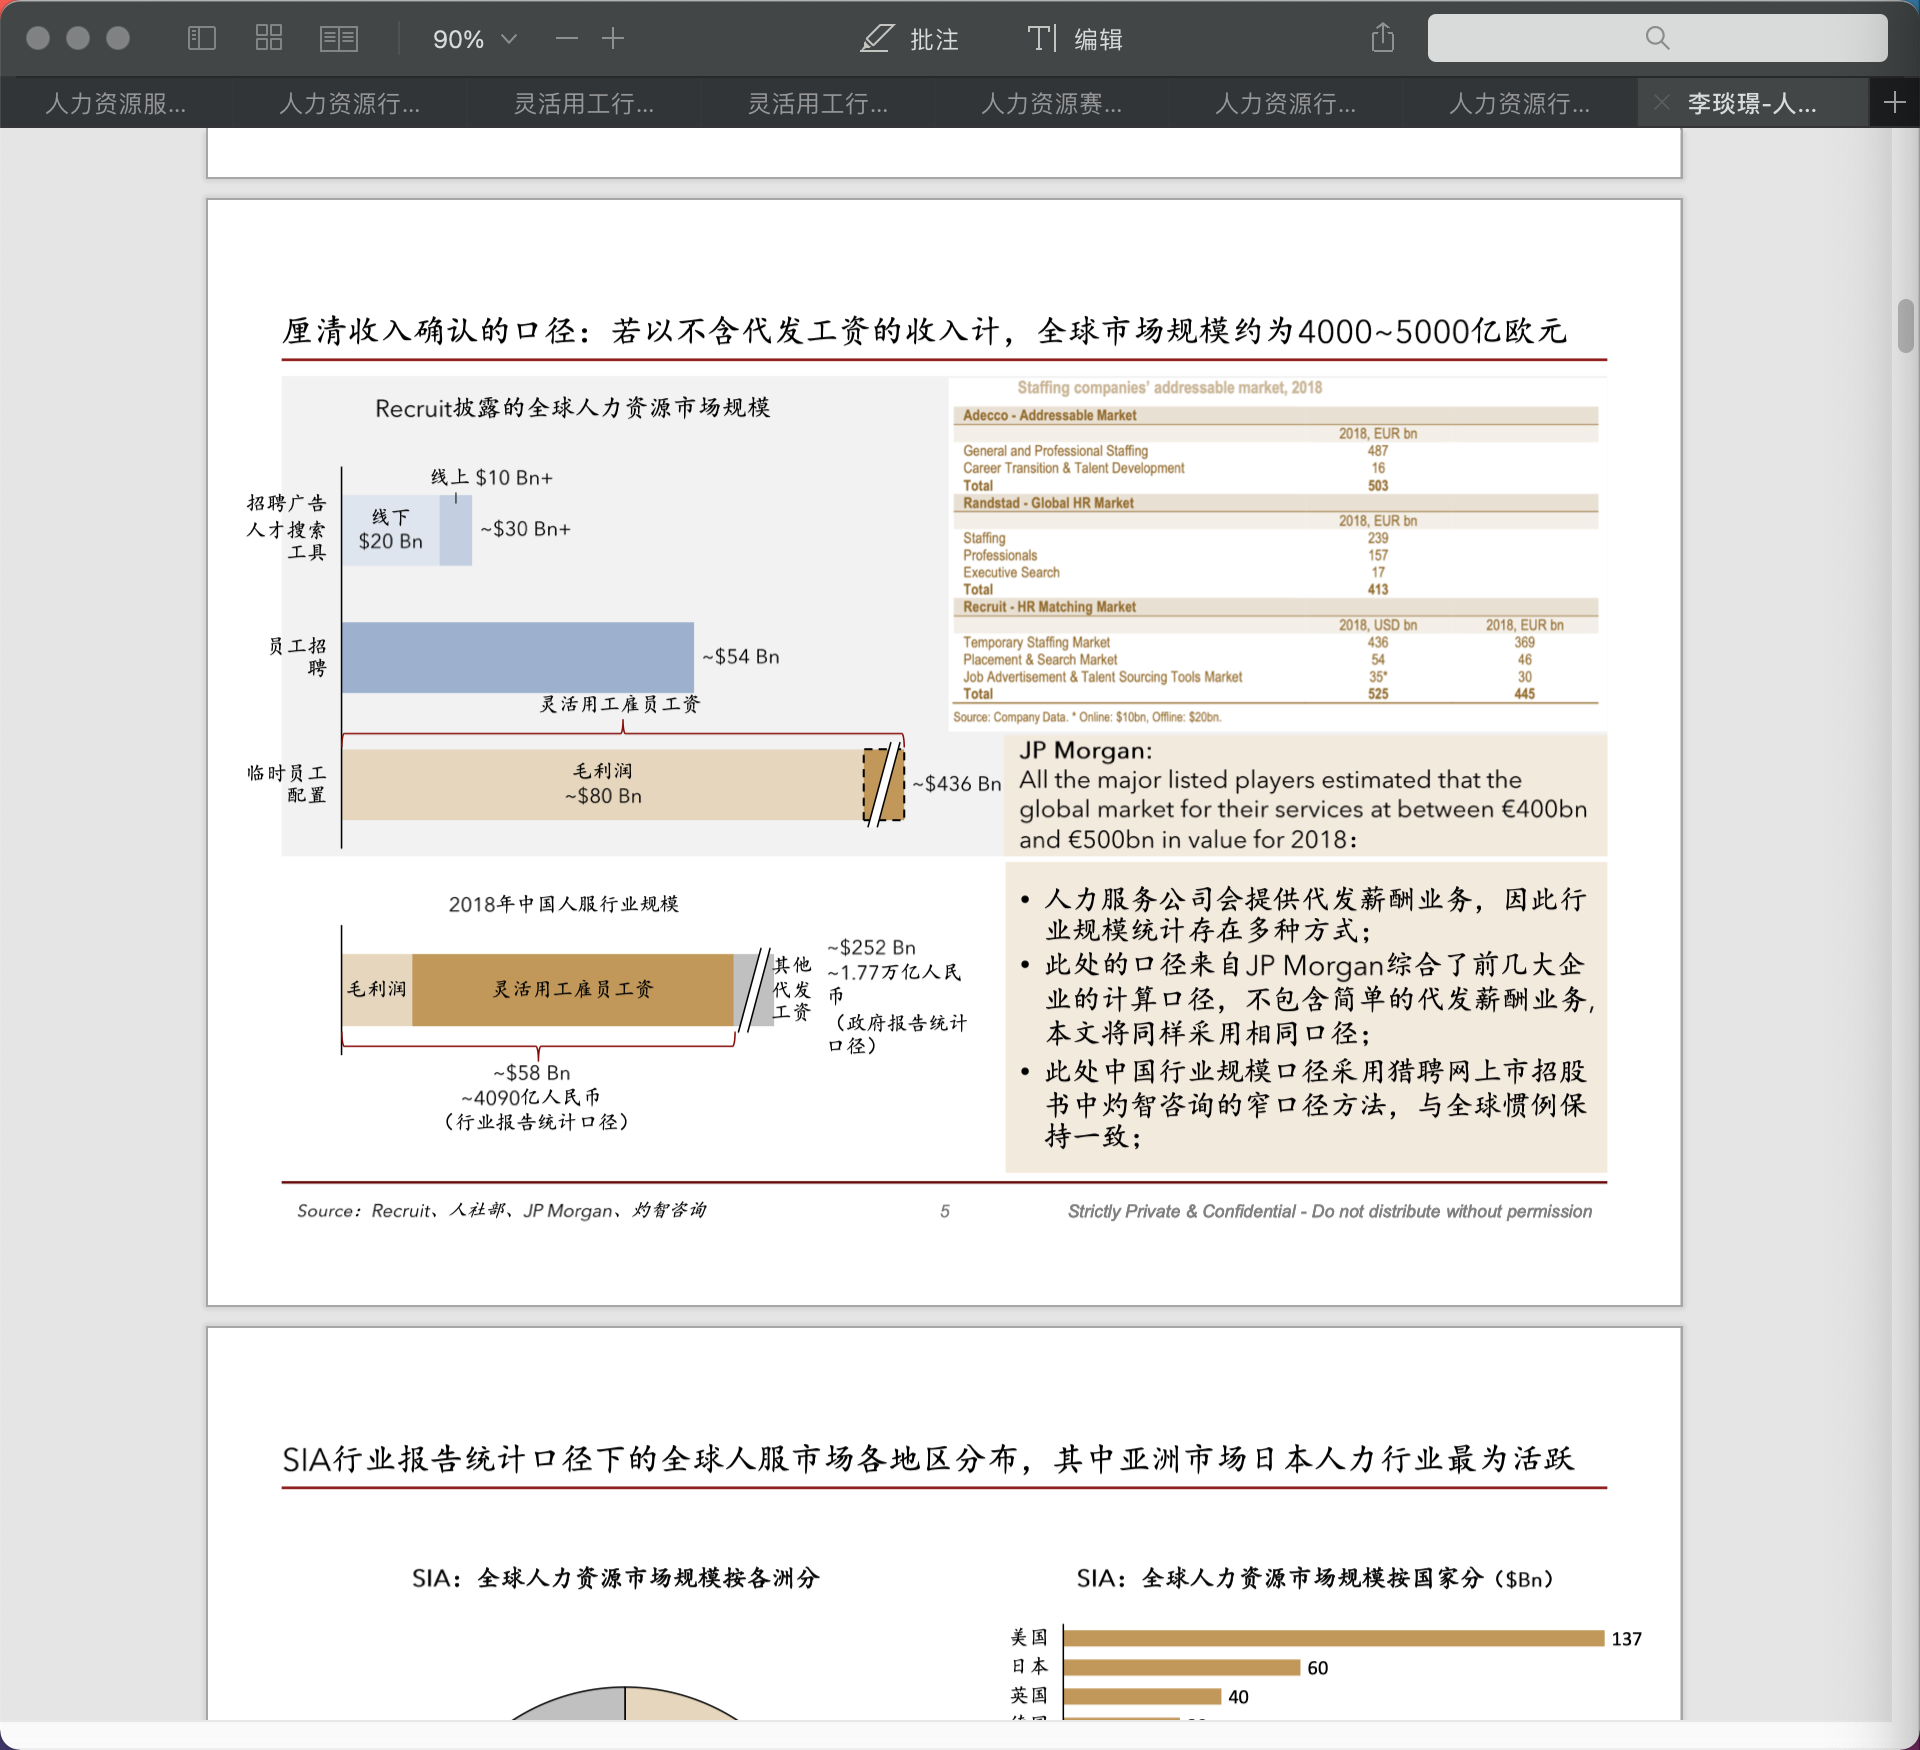 90%
批注
编辑
人力资源服...
人力资源行...
灵活用工行...
灵活用工行...
人力资源赛...
人力资源行...
人力资源行...
李琰璟-人...
厘清收入确认的口径：若以不含代发工资的收入计，全球市场规模约为4000~5000亿欧元
Recruit披露的全球人力资源市场规模
线上 $10 Bn+
招聘广告
人才搜索
工具
线下
$20 Bn
~$30 Bn+
员工招
聘
~$54 Bn
灵活用工雇员工资
临时员工
配置
毛利润
~$80 Bn
~$436 Bn
Staffing companies' addressable market, 2018
Adecco - Addressable Market
2018, EUR bn
General and Professional Staffing 487
Career Transition & Talent Development 16
Total 503
Randstad - Global HR Market
2018, EUR bn
Staffing 239
Professionals 157
Executive Search 17
Total 413
Recruit - HR Matching Market
2018, USD bn 2018, EUR bn
Temporary Staffing Market 436 369
Placement & Search Market 54 46
Job Advertisement & Talent Sourcing Tools Market 35* 30
Total 525 445
Source: Company Data. * Online: $10bn, Offline: $20bn.
JP Morgan:
All the major listed players estimated that the
global market for their services at between €400bn
and €500bn in value for 2018：
2018年中国人服行业规模
毛利润
灵活用工雇员工资
其他
代发
工资
~$252 Bn
~1.77万亿人民
币
（政府报告统计
口径）
~$58 Bn
~4090亿人民币
（行业报告统计口径）
• 人力服务公司会提供代发薪酬业务，因此行
业规模统计存在多种方式；
• 此处的口径来自JP Morgan综合了前几大企
业的计算口径，不包含简单的代发薪酬业务，
本文将同样采用相同口径；
• 此处中国行业规模口径采用猎聘网上市招股
书中灼智咨询的窄口径方法，与全球惯例保
持一致；
Source：Recruit、人社部、JP Morgan、灼智咨询
5
Strictly Private & Confidential - Do not distribute without permission
SIA行业报告统计口径下的全球人服市场各地区分布，其中亚洲市场日本人力行业最为活跃
SIA：全球人力资源市场规模按各洲分
SIA：全球人力资源市场规模按国家分（$Bn）
美国 137
日本 60
英国 40